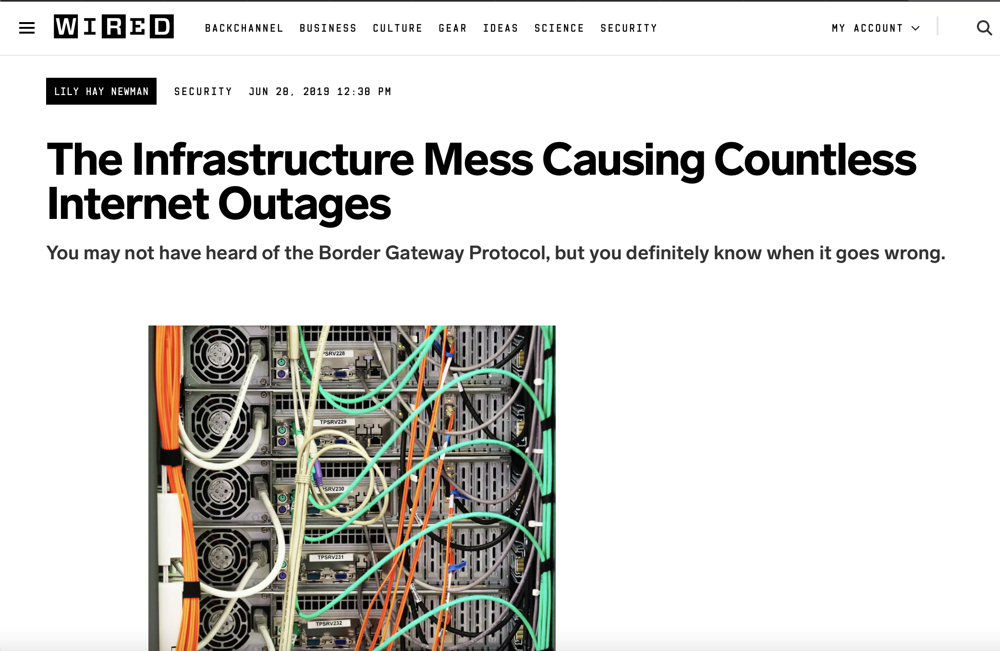 WIRED
BACKCHANNEL BUSINESS CULTURE GEAR IDEAS SCIENCE SECURITY
MY ACCOUNT
LILY HAY NEWMAN
SECURITY JUN 28, 2019 12:38 PM
The Infrastructure Mess Causing Countless
Internet Outages
You may not have heard of the Border Gateway Protocol, but you definitely know when it goes wrong.
PSRV228
TPSRV229
PSRV230
TPSRV231
TPSRV232